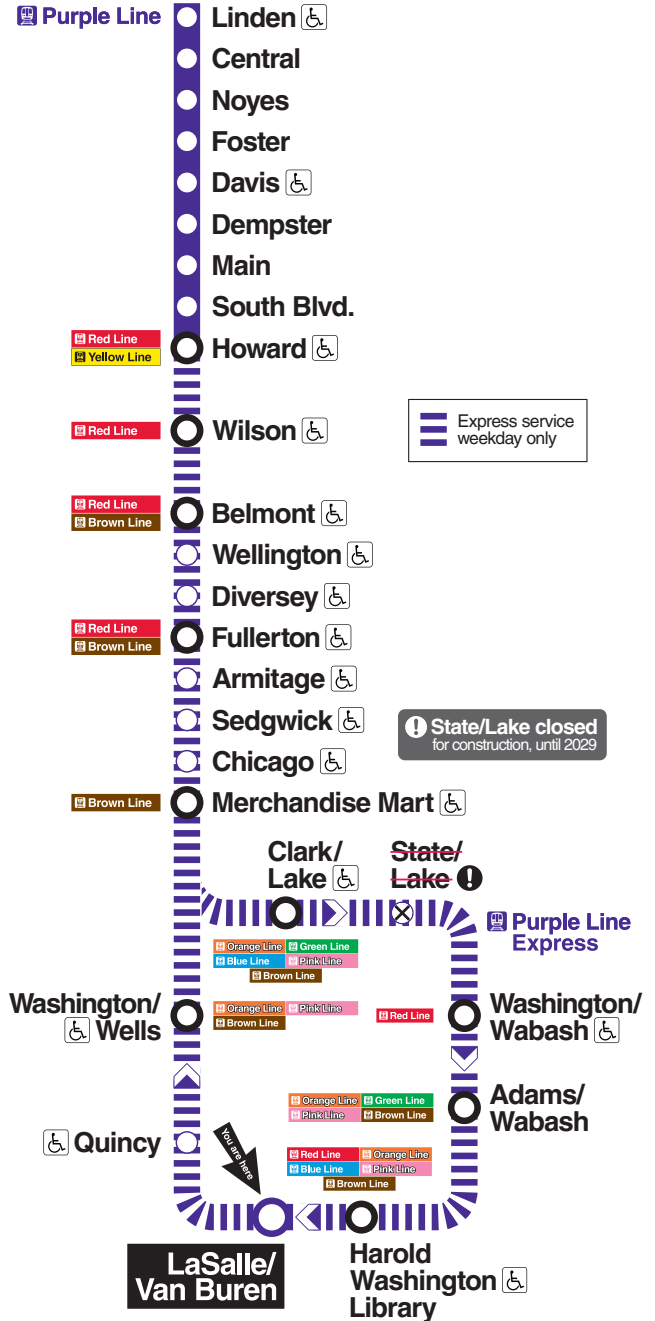 Purple Line
Linden
Central
Noyes
Foster
Davis
Dempster
Main
South Blvd.
Red Line
Yellow Line
Howard
Red Line
Wilson
Express service
weekday only
Red Line
Brown Line
Belmont
Wellington
Diversey
Red Line
Brown Line
Fullerton
Armitage
Sedgwick
! State/Lake closed
for construction, until 2029
Chicago
Brown Line
Merchandise Mart
Clark/
Lake
State/
Lake !
Purple Line
Express
Orange Line Green Line
Blue Line Pink Line
Brown Line
Washington/
Wells
Orange Line Pink Line
Brown Line
Red Line
Washington/
Wabash
Orange Line Green Line
Pink Line Brown Line
Adams/
Wabash
Quincy
You are here
Red Line Orange Line
Blue Line Pink Line
Brown Line
LaSalle/
Van Buren
Harold
Washington
Library